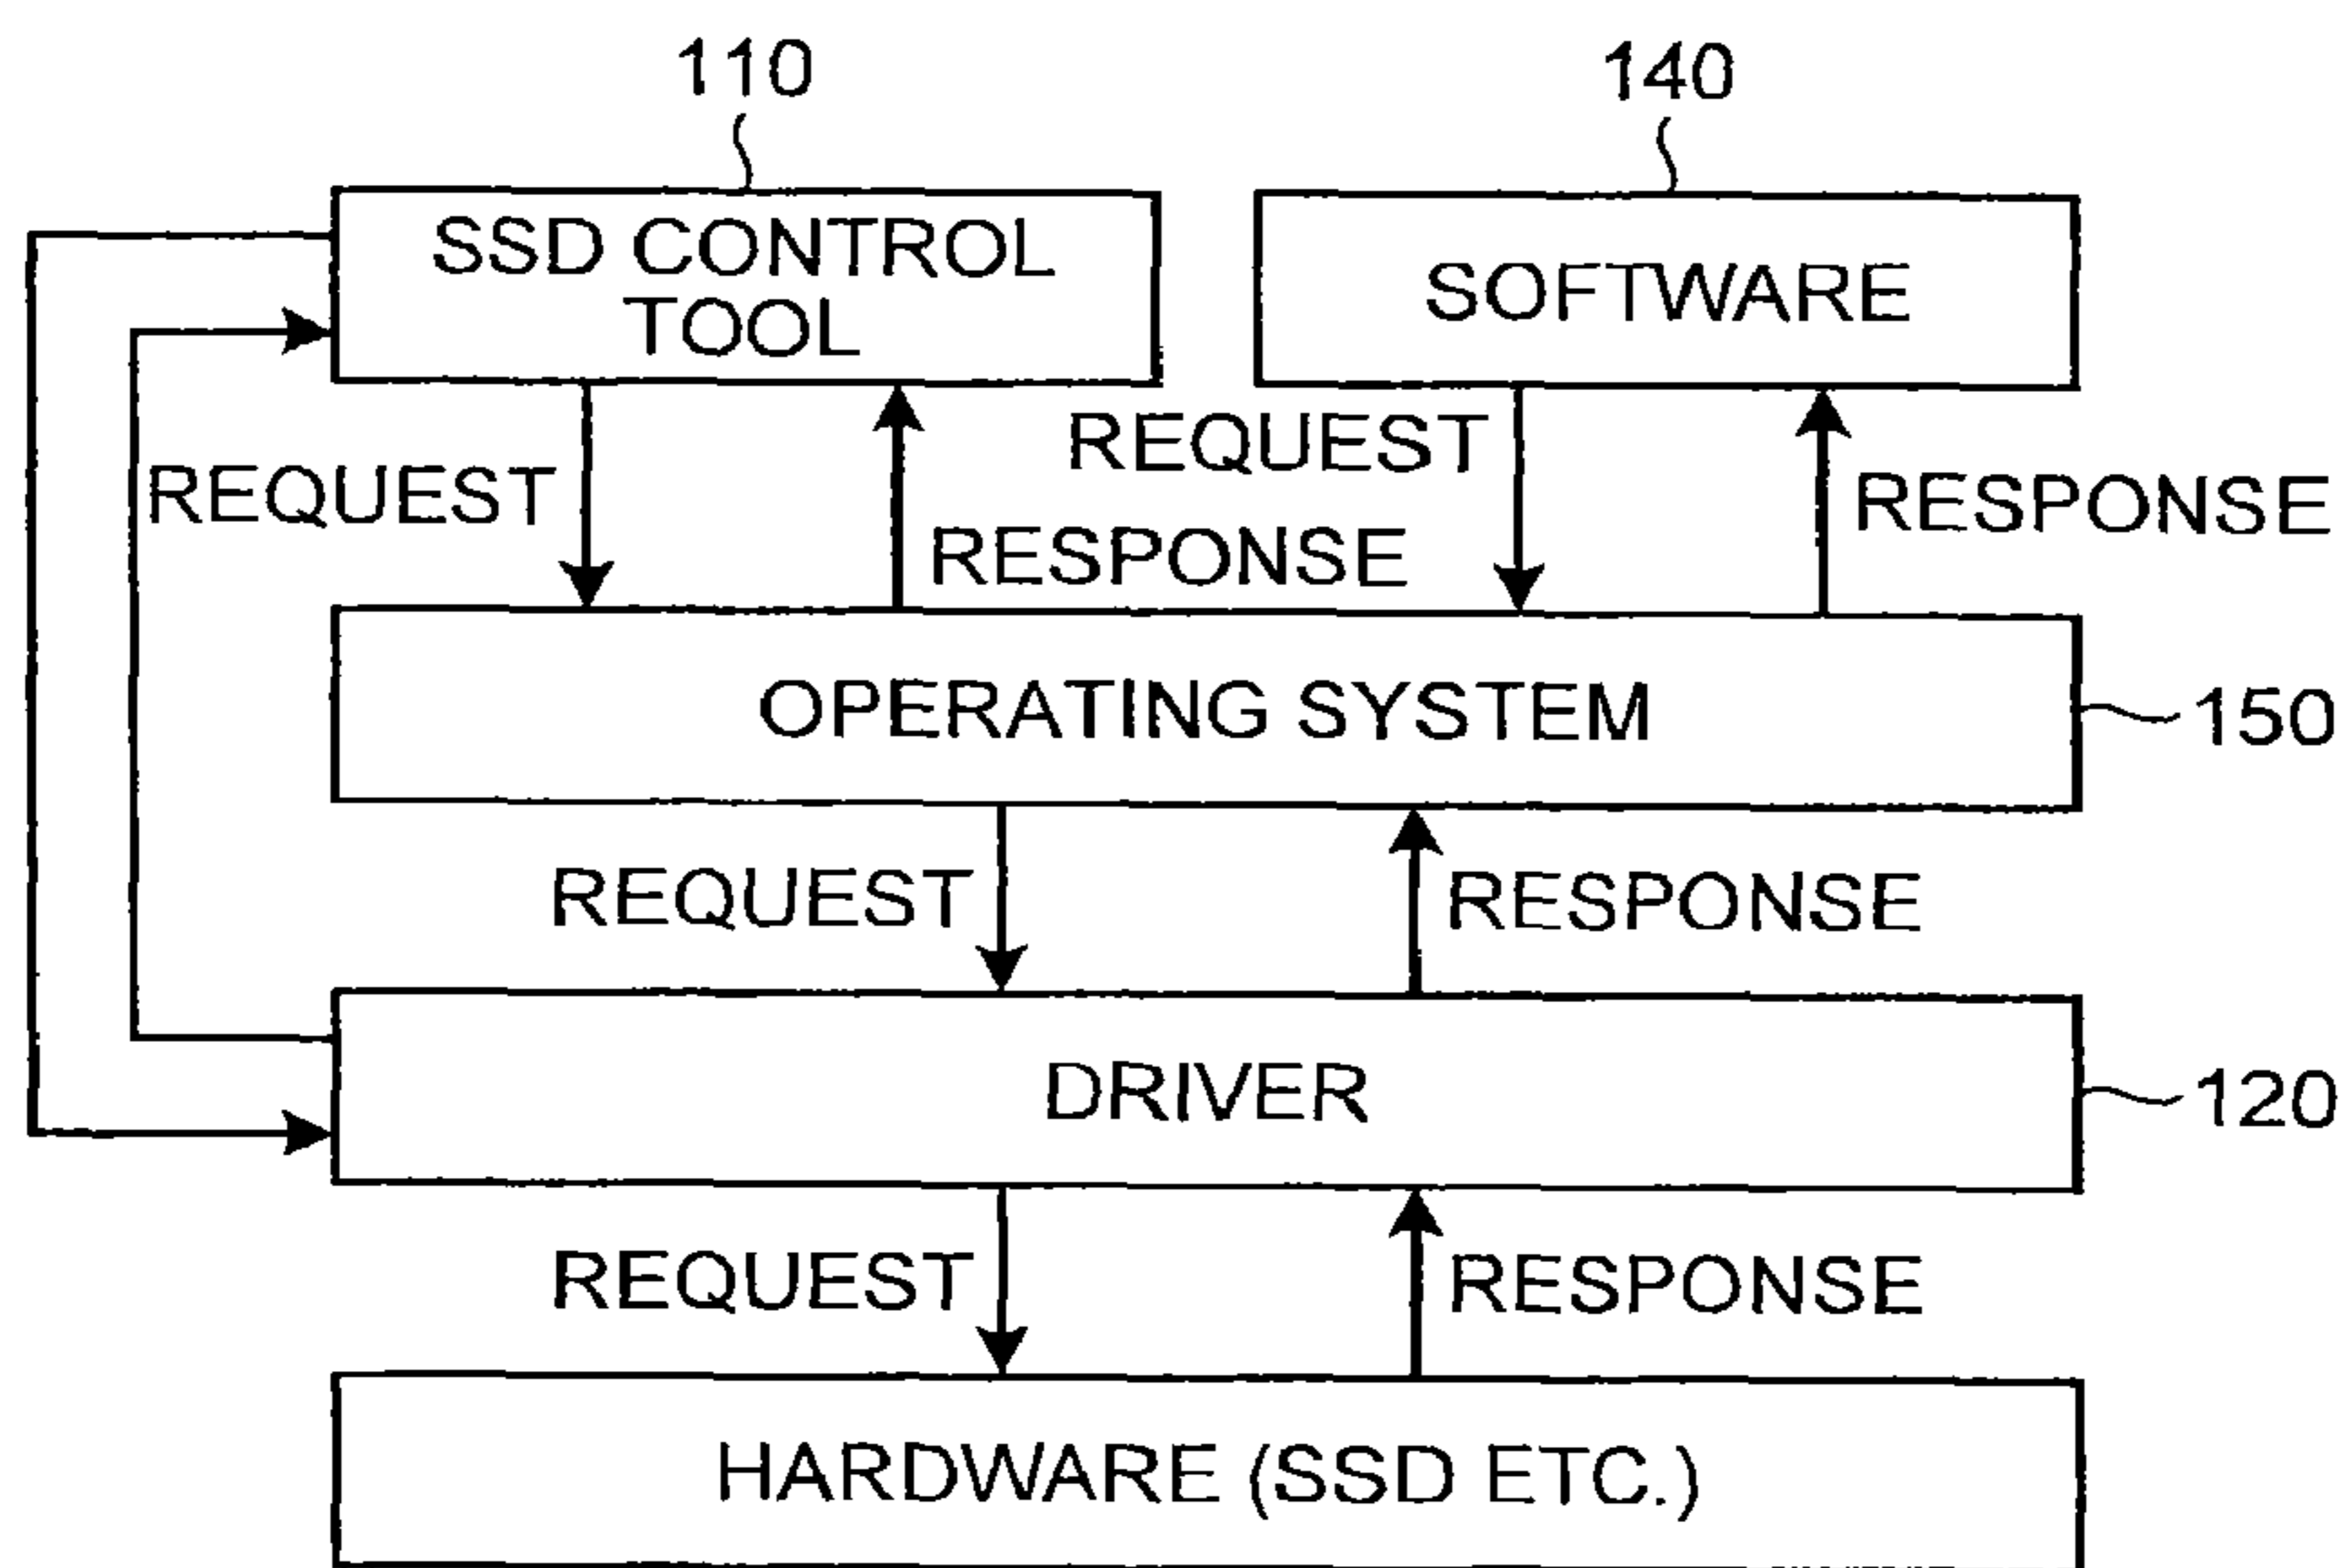 110
140
SSD CONTROL
TOOL
SOFTWARE
REQUEST
RESPONSE
REQUEST
RESPONSE
OPERATING SYSTEM
150
REQUEST
RESPONSE
DRIVER
120
REQUEST
RESPONSE
HARDWARE (SSD ETC.)